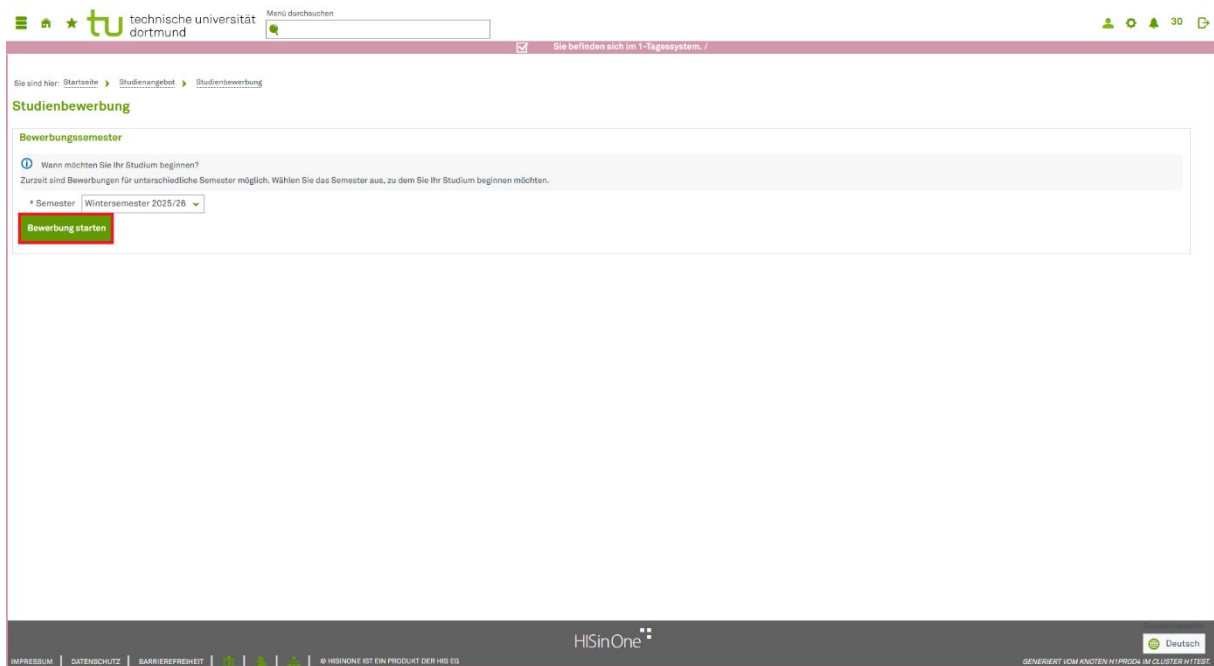 Menü durchsuchen
technische universität
dortmund
30
Sie befinden sich im 1-Tagessystem. /
Sie sind hier: Startseite Studienangebot Studienbewerbung
Studienbewerbung
Bewerbungssemester
Wann möchten Sie Ihr Studium beginnen?
Zurzeit sind Bewerbungen für unterschiedliche Semester möglich. Wählen Sie das Semester aus, zu dem Sie Ihr Studium beginnen möchten.
* Semester Wintersemester 2025/26
Bewerbung starten
HISinOne
Deutsch
IMPRESSUM | DATENSCHUTZ | BARRIEREFREIHEIT | | | | © HISINONE IST EIN PRODUKT DER HIS EG
GENERIERT VOM KNOTEN H1PROD4 IM CLUSTER H1TEST.